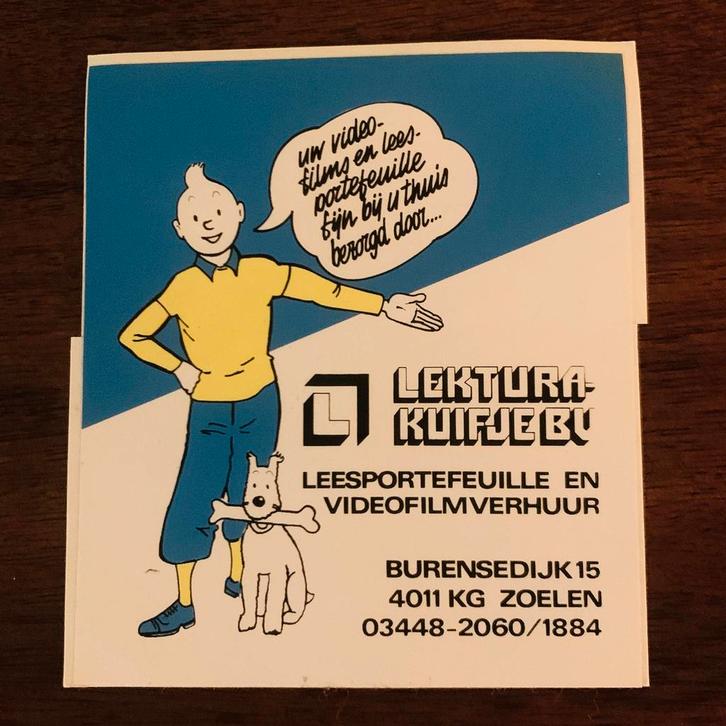 uw video-
films en lees-
portefeuille
fijn bij u thuis
bezorgd door...
L
LEKTURA-
KUIFJE BV
LEESPORTEFEUILLE EN
VIDEOFILMVERHUUR
BURENSEDIJK 15
4011 KG ZOELEN
03448-2060/1884